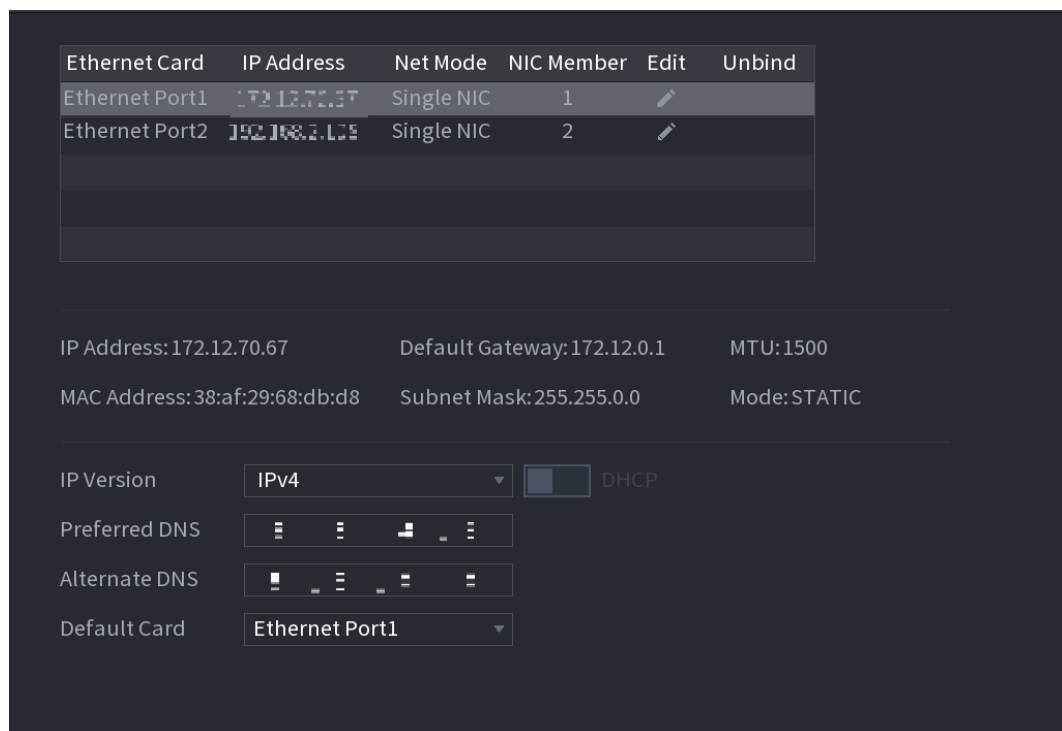 Ethernet Card IP Address Net Mode NIC Member Edit Unbind
Ethernet Port1 Single NIC 1
Ethernet Port2 Single NIC 2
IP Address:172.12.70.67 Default Gateway:172.12.0.1 MTU:1500
MAC Address:38:af:29:68:db:d8 Subnet Mask:255.255.0.0 Mode:STATIC
IP Version IPv4 DHCP
Preferred DNS
Alternate DNS
Default Card Ethernet Port1